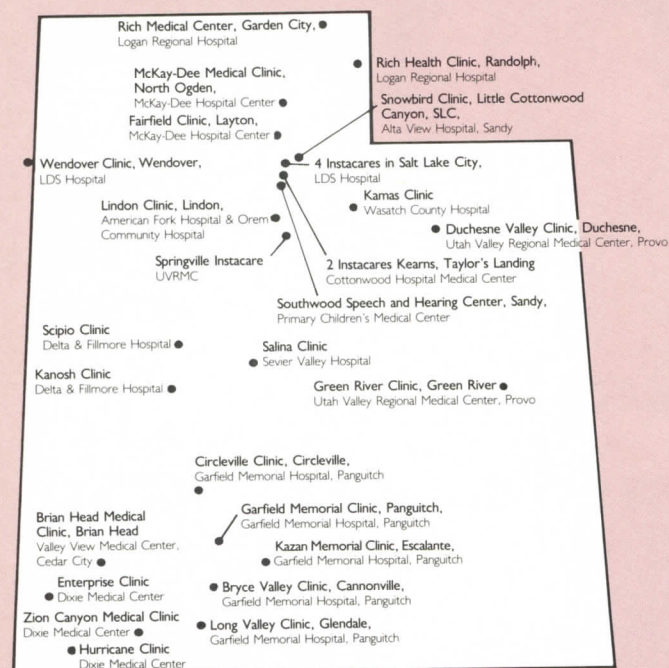 Rich Medical Center, Garden City,
Logan Regional Hospital
Rich Health Clinic, Randolph,
Logan Regional Hospital
McKay-Dee Medical Clinic,
North Ogden,
McKay-Dee Hospital Center
Snowbird Clinic, Little Cottonwood
Canyon, SLC,
Alta View Hospital, Sandy
Fairfield Clinic, Layton,
McKay-Dee Hospital Center
Wendover Clinic, Wendover,
LDS Hospital
4 Instacares in Salt Lake City,
LDS Hospital
Kamas Clinic
Wasatch County Hospital
Lindon Clinic, Lindon,
American Fork Hospital & Orem
Community Hospital
Duchesne Valley Clinic, Duchesne,
Utah Valley Regional Medical Center, Provo
Springville Instacare
UVRMC
2 Instacares Kearns, Taylor's Landing
Cottonwood Hospital Medical Center
Southwood Speech and Hearing Center, Sandy,
Primary Children's Medical Center
Scipio Clinic
Delta & Fillmore Hospital
Salina Clinic
Sevier Valley Hospital
Kanosh Clinic
Delta & Fillmore Hospital
Green River Clinic, Green River
Utah Valley Regional Medical Center, Provo
Circleville Clinic, Circleville,
Garfield Memorial Hospital, Panguitch
Garfield Memorial Clinic, Panguitch,
Garfield Memorial Hospital, Panguitch
Brian Head Medical
Clinic, Brian Head
Valley View Medical Center,
Cedar City
Kazan Memorial Clinic, Escalante,
Garfield Memorial Hospital, Panguitch
Enterprise Clinic
Dixie Medical Center
Bryce Valley Clinic, Cannonville,
Garfield Memorial Hospital, Panguitch
Zion Canyon Medical Clinic
Dixie Medical Center
Long Valley Clinic, Glendale,
Garfield Memorial Hospital, Panguitch
Hurricane Clinic
Dixie Medical Center